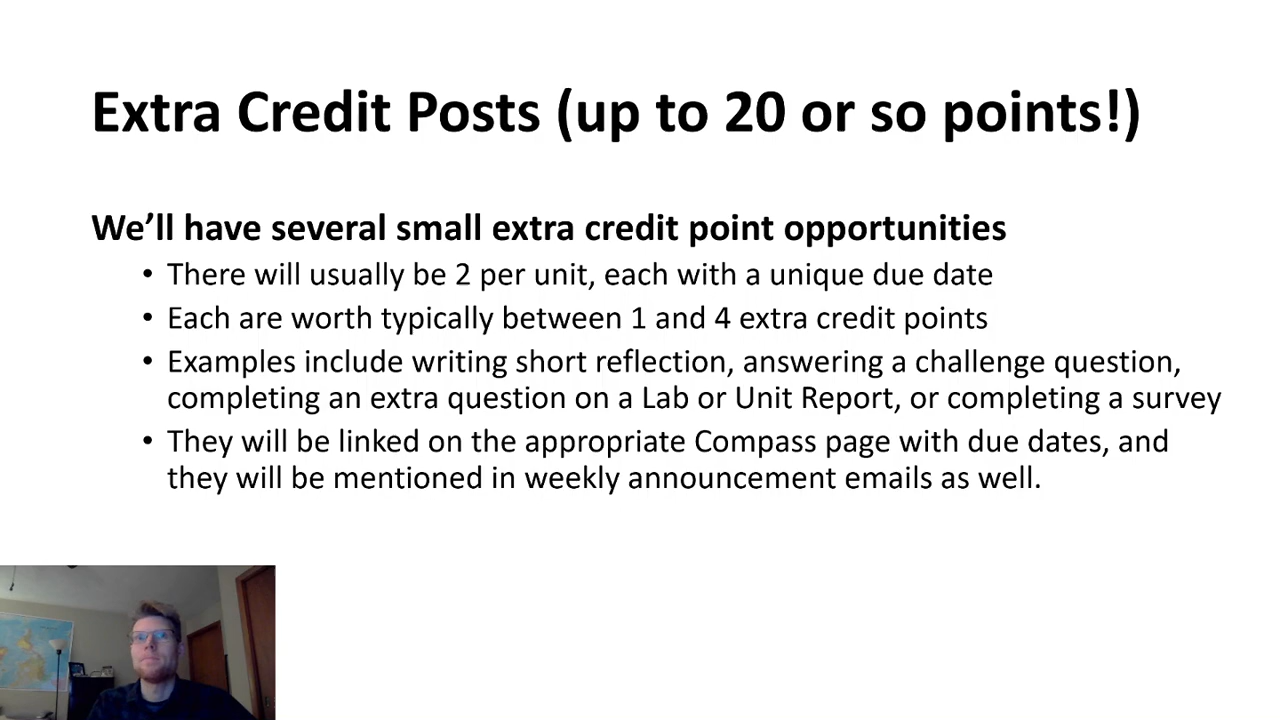 Extra Credit Posts (up to 20 or so points!)
We’ll have several small extra credit point opportunities
• There will usually be 2 per unit, each with a unique due date
• Each are worth typically between 1 and 4 extra credit points
• Examples include writing short reflection, answering a challenge question,
completing an extra question on a Lab or Unit Report, or completing a survey
• They will be linked on the appropriate Compass page with due dates, and
they will be mentioned in weekly announcement emails as well.